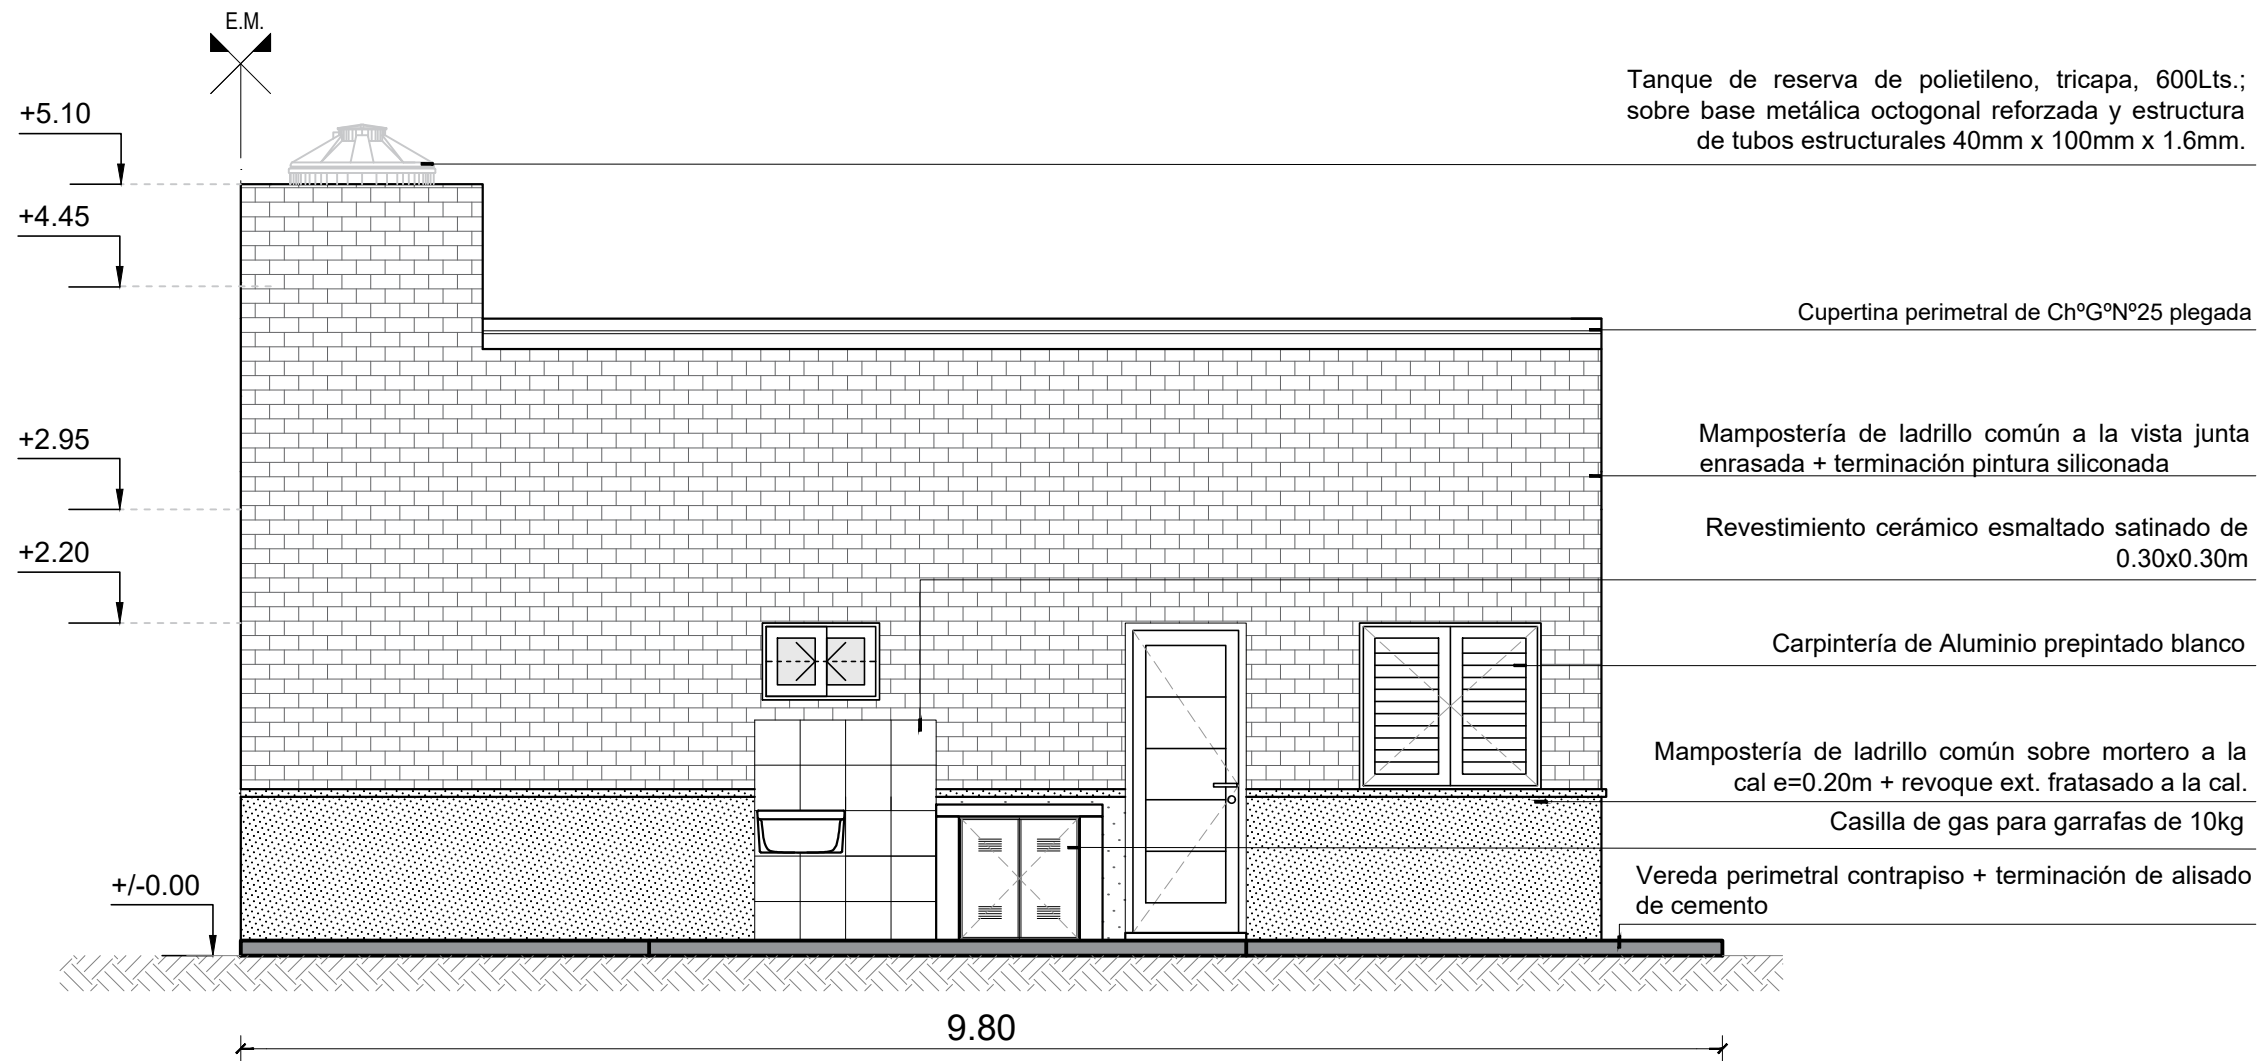 E.M.
+5.10
+4.45
+2.95
+2.20
+/-0.00
Tanque de reserva de polietileno, tricapa, 600Lts.;
sobre base metálica octogonal reforzada y estructura
de tubos estructurales 40mm x 100mm x 1.6mm.
Cupertina perimetral de ChºGºNº25 plegada
Mampostería de ladrillo común a la vista junta
enrasada + terminación pintura siliconada
Revestimiento cerámico esmaltado satinado de
0.30x0.30m
Carpintería de Aluminio prepintado blanco
Mampostería de ladrillo común sobre mortero a la
cal e=0.20m + revoque ext. fratasado a la cal.
Casilla de gas para garrafas de 10kg
Vereda perimetral contrapiso + terminación de alisado
de cemento
9.80